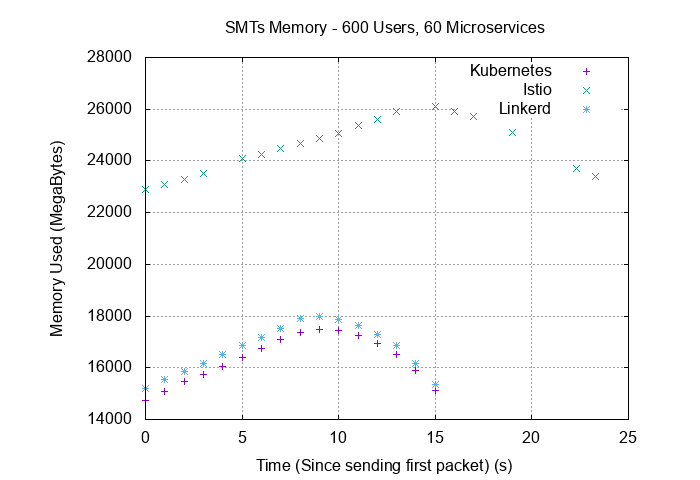 SMTs Memory - 600 Users, 60 Microservices
28000
26000
24000
22000
20000
18000
16000
14000
Memory Used (MegaBytes)
Kubernetes
Istio
Linkerd
0
5
10
15
20
25
Time (Since sending first packet) (s)